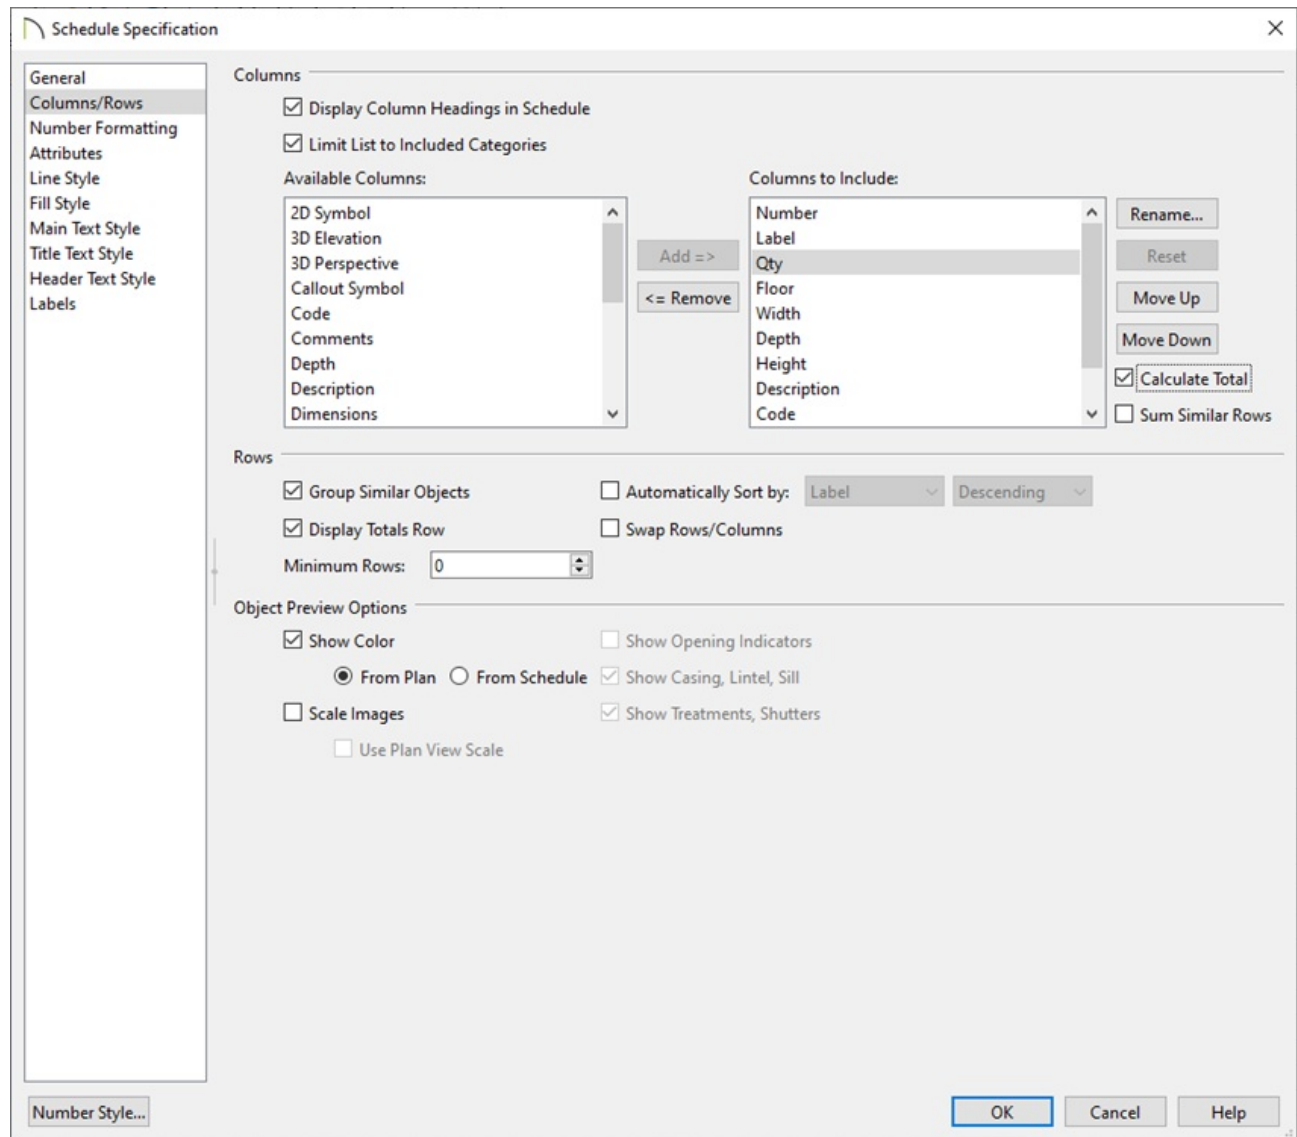 Schedule Specification
General
Columns/Rows
Number Formatting
Attributes
Line Style
Fill Style
Main Text Style
Title Text Style
Header Text Style
Labels
Columns
Display Column Headings in Schedule
Limit List to Included Categories
Available Columns:
2D Symbol
3D Elevation
3D Perspective
Callout Symbol
Code
Comments
Depth
Description
Dimensions
Add =>
<= Remove
Columns to Include:
Number
Label
Qty
Floor
Width
Depth
Height
Description
Code
Rename...
Reset
Move Up
Move Down
Calculate Total
Sum Similar Rows
Rows
Group Similar Objects
Automatically Sort by: Label Descending
Display Totals Row
Swap Rows/Columns
Minimum Rows: 0
Object Preview Options
Show Color
Show Opening Indicators
From Plan From Schedule
Show Casing, Lintel, Sill
Scale Images
Show Treatments, Shutters
Use Plan View Scale
Number Style...
OK
Cancel
Help